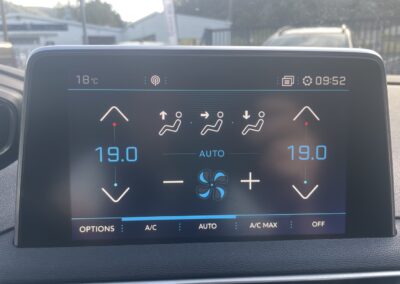 18°C 09:52
19.0 AUTO 19.0
OPTIONS A/C AUTO A/C MAX OFF